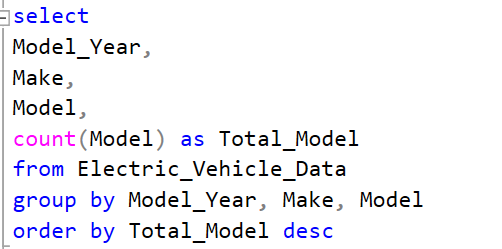 select
Model_Year,
Make,
Model,
count(Model) as Total_Model
from Electric_Vehicle_Data
group by Model_Year, Make, Model
order by Total_Model desc